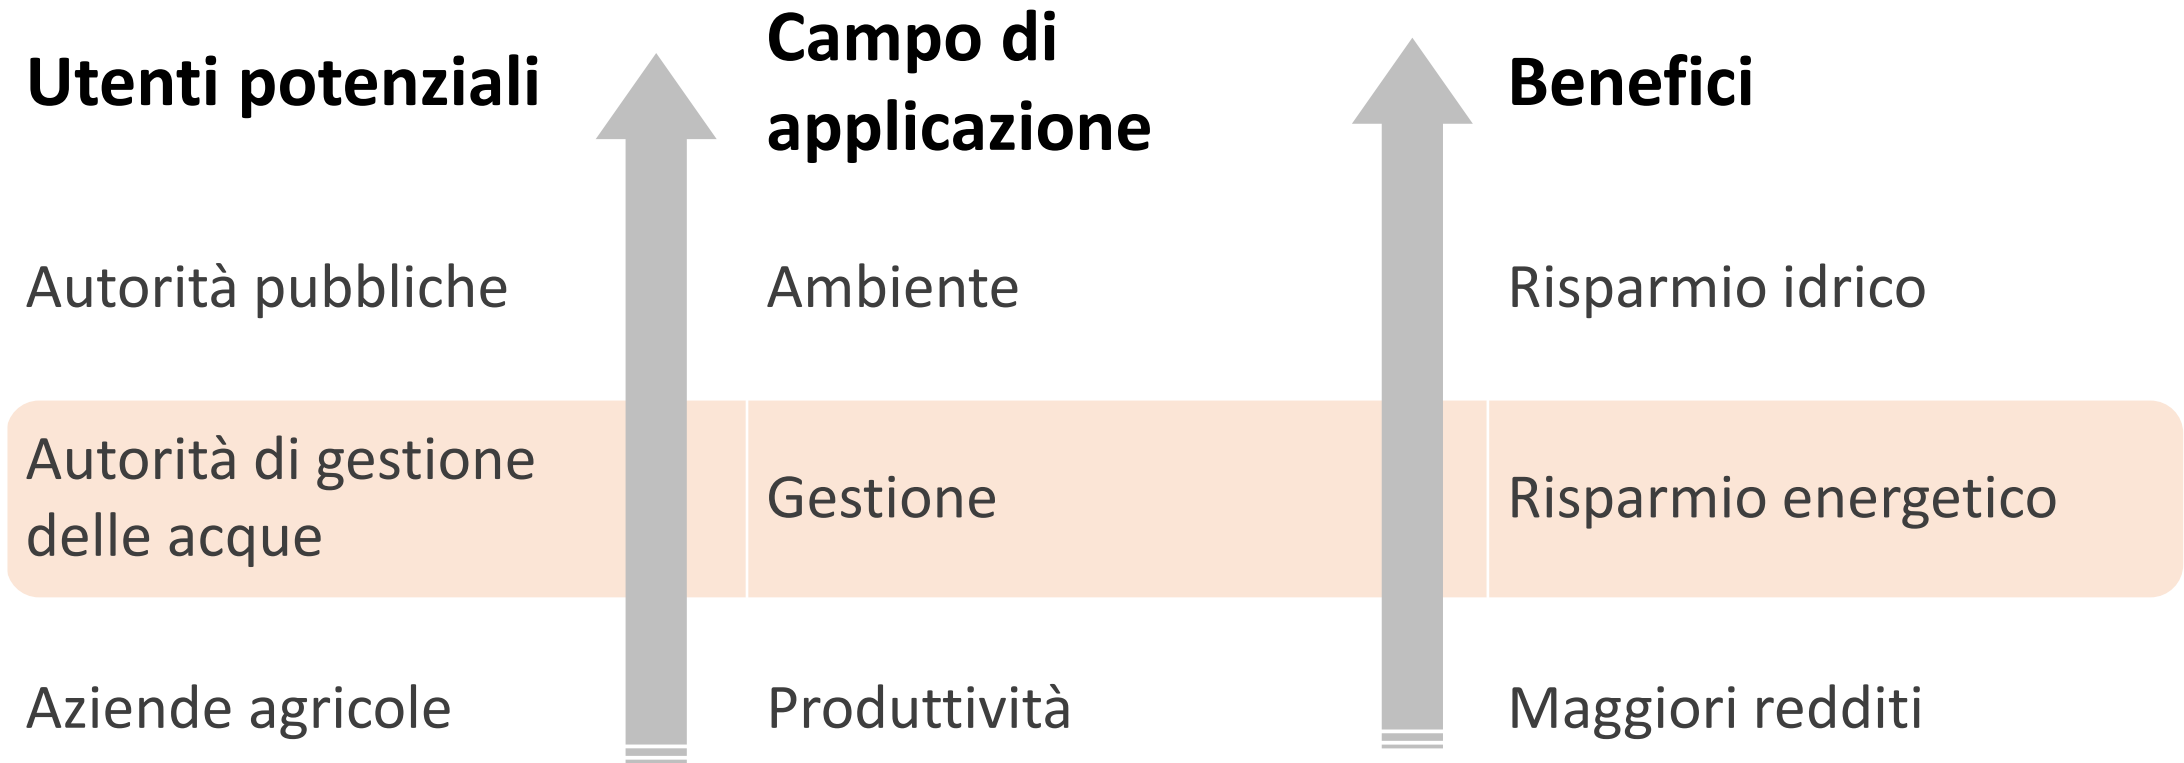 Utenti potenziali
Campo di
applicazione
Benefici
Autorità pubbliche
Ambiente
Risparmio idrico
Autorità di gestione
delle acque
Gestione
Risparmio energetico
Aziende agricole
Produttività
Maggiori redditi